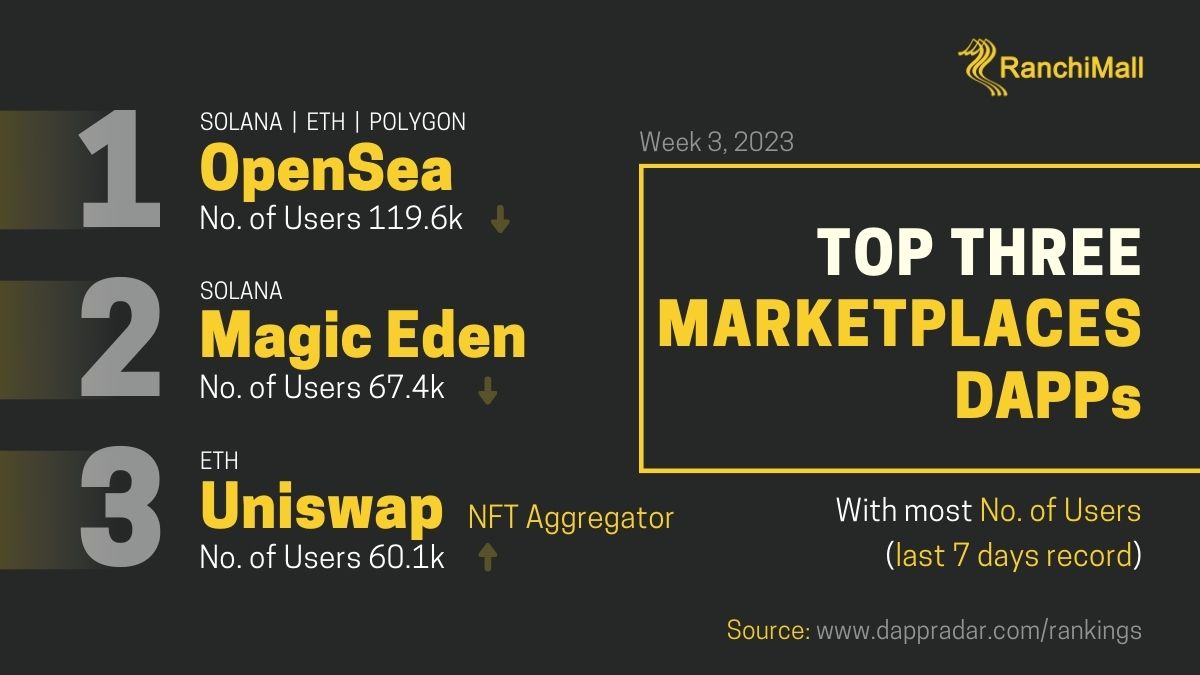 RanchiMall
1
SOLANA | ETH | POLYGON
OpenSea
No. of Users 119.6k
2
SOLANA
Magic Eden
No. of Users 67.4k
3
ETH
Uniswap NFT Aggregator
No. of Users 60.1k
Week 3, 2023
TOP THREE
MARKETPLACES
DAPPs
With most No. of Users
(last 7 days record)
Source: www.dappradar.com/rankings